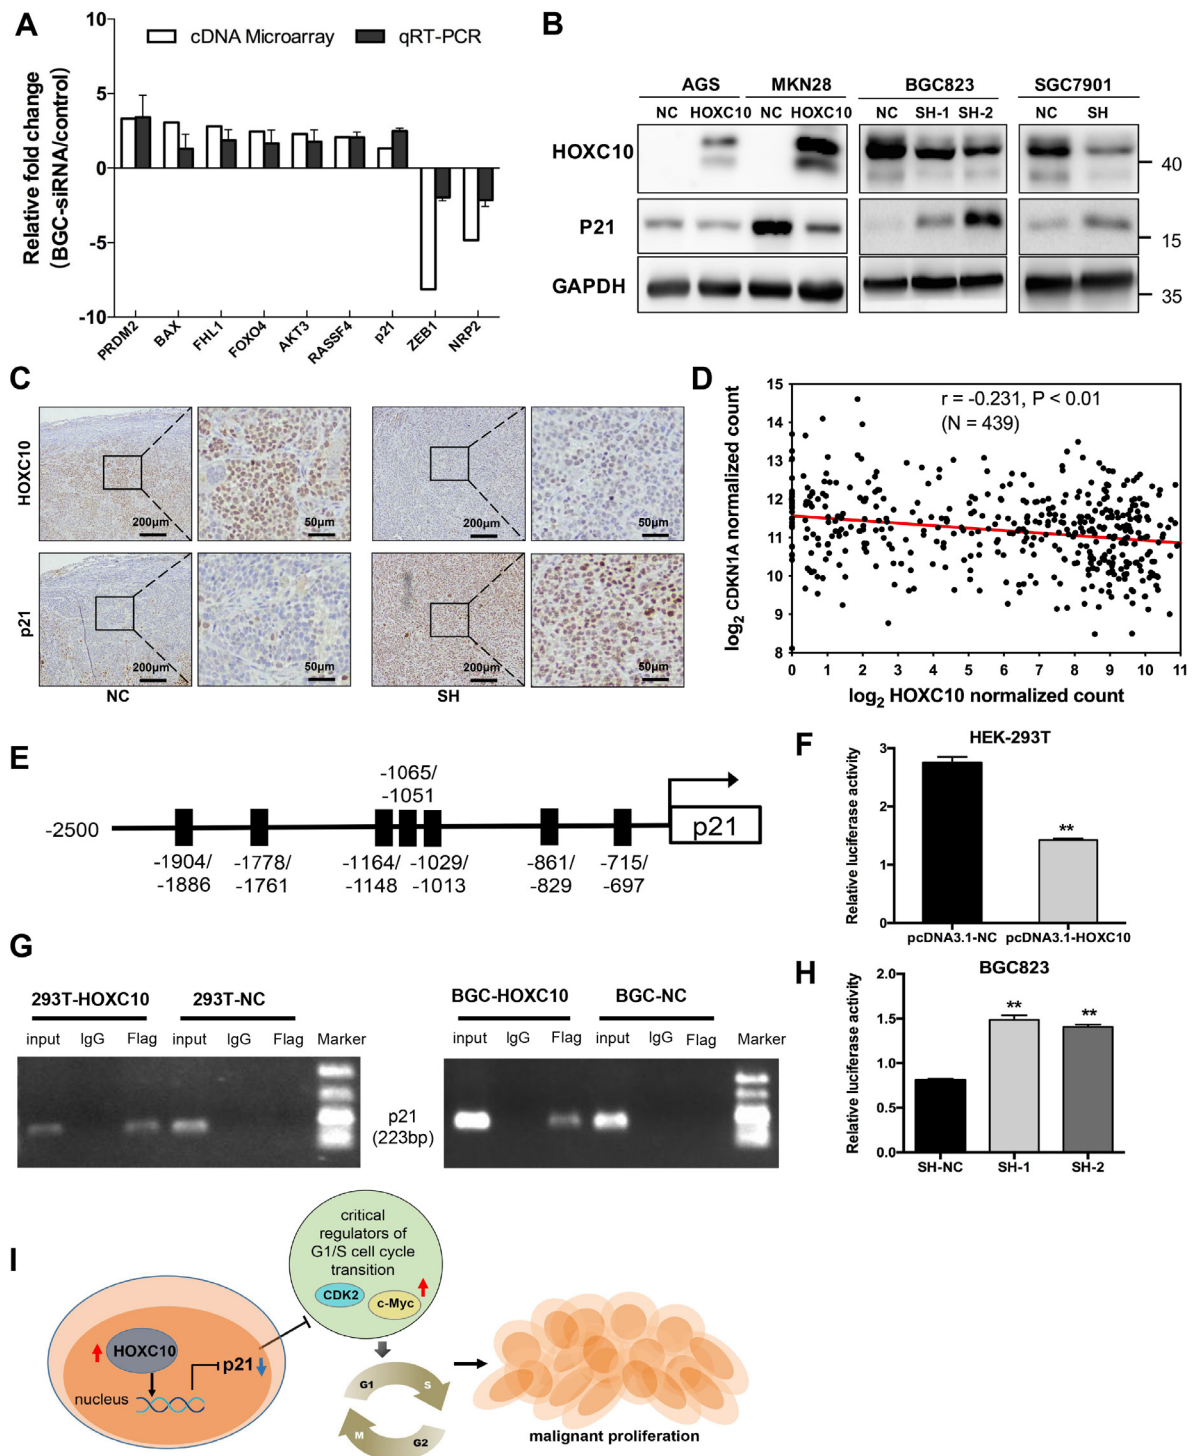 A
10
5
0
-5
-10
Relative fold change
(BGC-siRNA/control)
cDNA Microarray
qRT-PCR
PRDM2
BAX
FHL1
FOXO4
AKT3
RASSF4
p21
ZEB1
NRP2
B
AGS MKN28 BGC823 SGC7901
NC HOXC10 NC HOXC10 NC SH-1 SH-2 NC SH
HOXC10
40
P21
15
GAPDH
35
C
HOXC10
200µm 50µm 200µm 50µm
p21
200µm 50µm 200µm 50µm
NC SH
D
log2 CDKN1A normalized count
15
14
13
12
11
10
9
8
r = -0.231, P < 0.01
(N = 439)
0 1 2 3 4 5 6 7 8 9 10 11
log2 HOXC10 normalized count
E
-1065/
-1051
-2500
p21
-1904/ -1778/ -1164/ -1029/ -861/ -715/
-1886 -1761 -1148 -1013 -829 -697
F
HEK-293T
Relative luciferase activity
3
2
1
0
**
pcDNA3.1-NC pcDNA3.1-HOXC10
G
293T-HOXC10 293T-NC
input IgG Flag input IgG Flag Marker
p21
(223bp)
BGC-HOXC10 BGC-NC
input IgG Flag input IgG Flag Marker
H
BGC823
Relative luciferase activity
2.0
1.5
1.0
0.5
0.0
** **
SH-NC SH-1 SH-2
I
critical
regulators of
G1/S cell cycle
transition
CDK2
c-Myc
HOXC10
p21
nucleus
G1 S
M G2
malignant proliferation